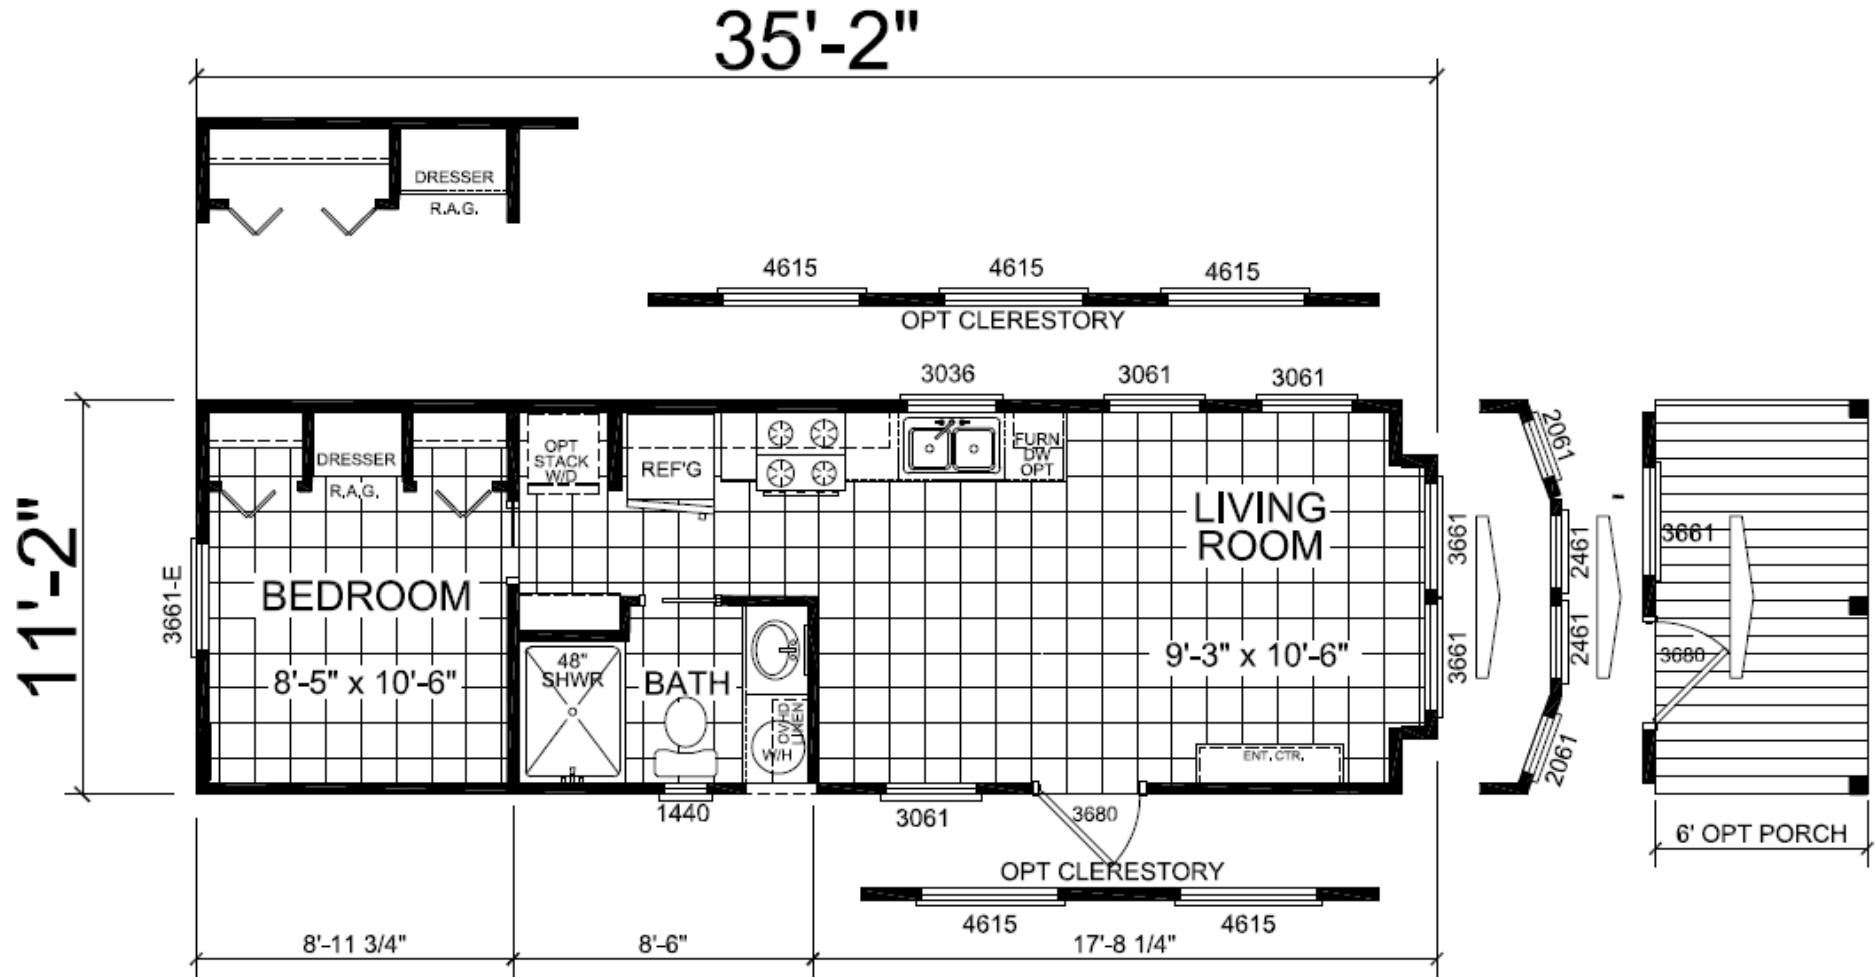 35'-2"
DRESSER
R.A.G.
4615
4615
4615
OPT CLERESTORY
3036
3061
3061
11'-2"
3661-E
DRESSER
R.A.G.
OPT
STACK
W/D
REF'G
FURN
DW
OPT
LIVING
ROOM
9'-3" x 10'-6"
BEDROOM
8'-5" x 10'-6"
48"
SHWR
BATH
OVHD
LINEN
W/H
ENT. CTR.
3661
3661
2061
2461
2461
2061
3661
3680
6' OPT PORCH
1440
3061
3680
OPT CLERESTORY
4615
4615
8'-11 3/4"
8'-6"
17'-8 1/4"